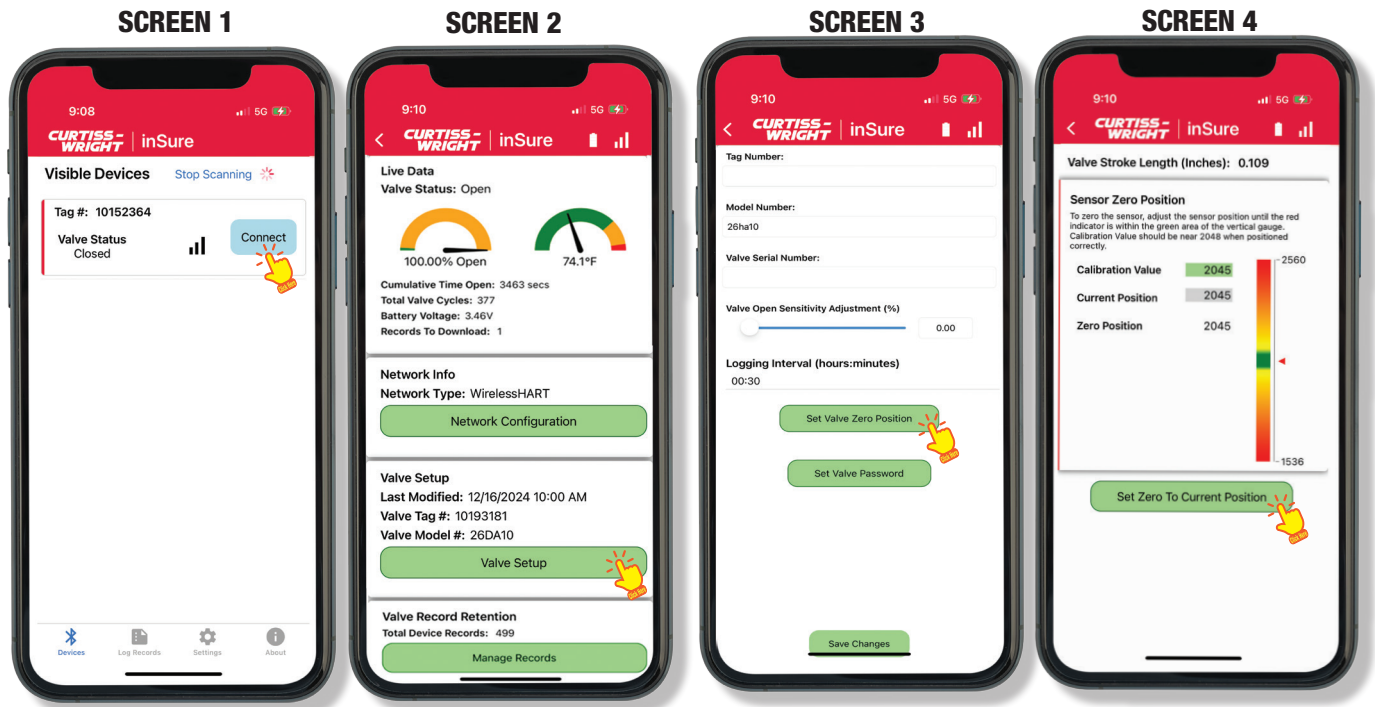 SCREEN 1
9:08
5G
CURTISS-
WRIGHT
inSure
Visible Devices
Stop Scanning
Tag #: 10152364
Valve Status
Closed
Connect
Click Here
Devices
Log Records
Settings
About
SCREEN 2
9:10
5G
CURTISS-
WRIGHT
inSure
Live Data
Valve Status: Open
100.00% Open
74.1°F
Cumulative Time Open: 3463 secs
Total Valve Cycles: 377
Battery Voltage: 3.46V
Records To Download: 1
Network Info
Network Type: WirelessHART
Network Configuration
Valve Setup
Last Modified: 12/16/2024 10:00 AM
Valve Tag #: 10193181
Valve Model #: 26DA10
Valve Setup
Click Here
Valve Record Retention
Total Device Records: 499
Manage Records
SCREEN 3
9:10
5G
CURTISS-
WRIGHT
inSure
Tag Number:
Model Number:
26ha10
Valve Serial Number:
Valve Open Sensitivity Adjustment (%)
0.00
Logging Interval (hours:minutes)
00:30
Set Valve Zero Position
Click Here
Set Valve Password
Save Changes
SCREEN 4
9:10
5G
CURTISS-
WRIGHT
inSure
Valve Stroke Length (Inches): 0.109
Sensor Zero Position
To zero the sensor, adjust the sensor position until the red
indicator is within the green area of the vertical gauge.
Calibration Value should be near 2048 when positioned
correctly.
2560
Calibration Value 2045
Current Position 2045
Zero Position 2045
1536
Set Zero To Current Position
Click Here